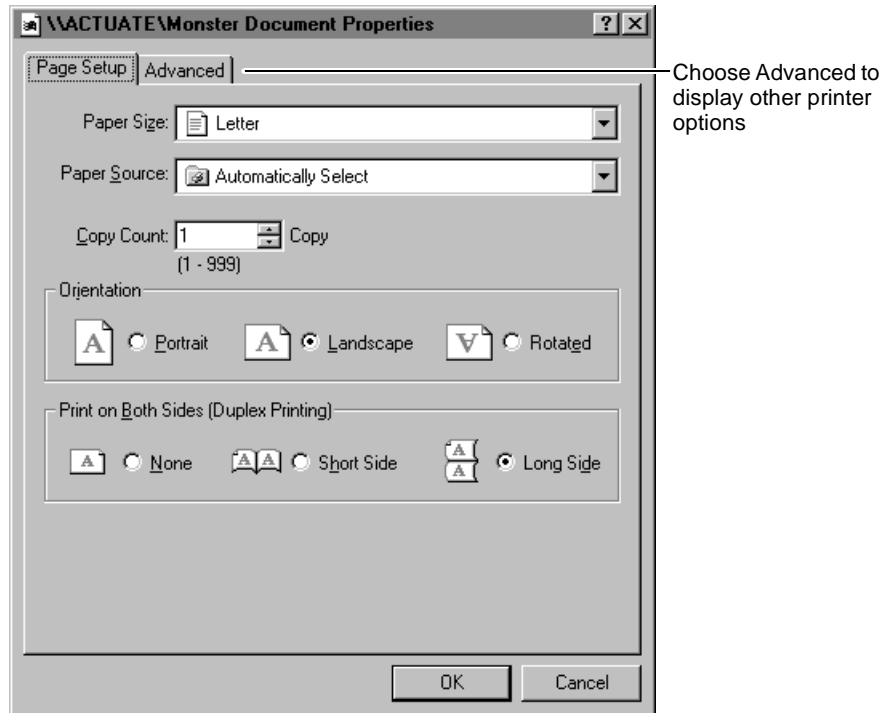 \\ACTUATE\Monster Document Properties
Page Setup
Advanced
Choose Advanced to
display other printer
options
Paper Size: Letter
Paper Source: Automatically Select
Copy Count: 1 Copy
(1 - 999)
Orientation
A Portrait A Landscape A Rotated
Print on Both Sides (Duplex Printing)
A None A A Short Side A A Long Side
OK Cancel